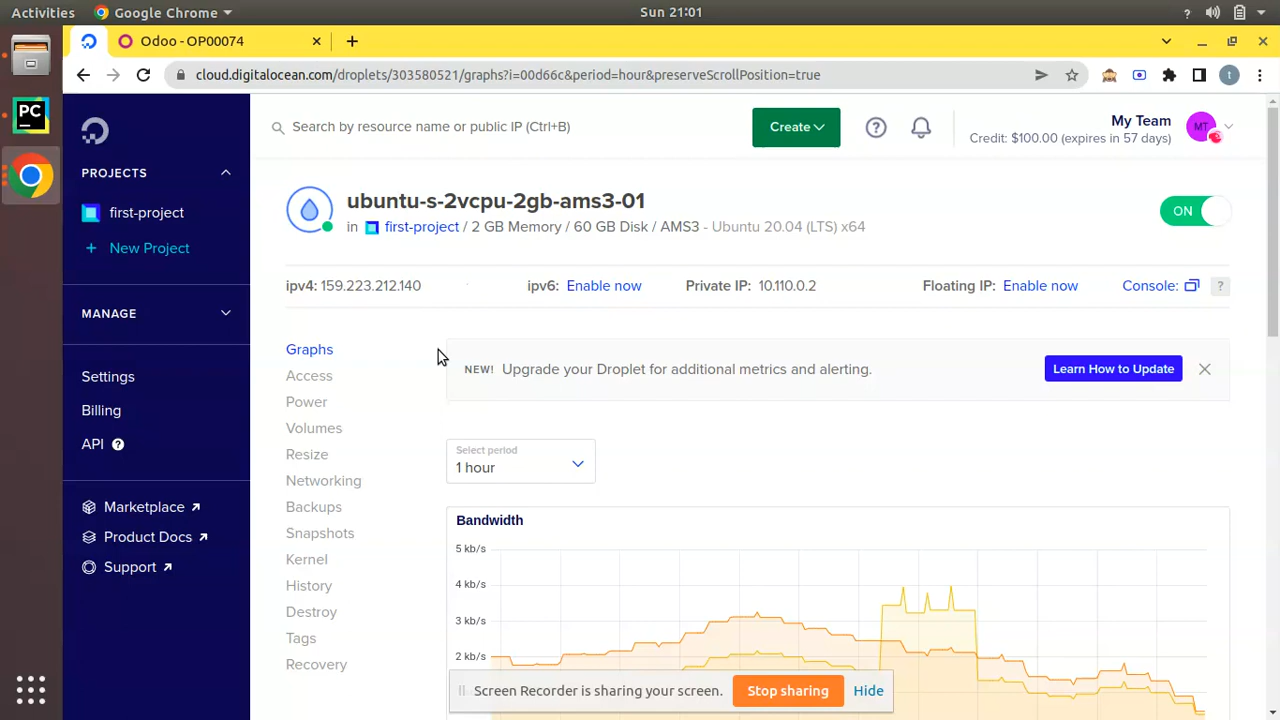 Activities Google Chrome Sun 21:01 ?
Odoo - OP00074
cloud.digitalocean.com/droplets/303580521/graphs?i=00d66c&period=hour&preserveScrollPosition=true t
PC
Search by resource name or public IP (Ctrl+B) Create ? My Team MT
Credit: $100.00 (expires in 57 days)
PROJECTS
first-project
+ New Project
MANAGE
Settings
Billing
API ?
Marketplace
Product Docs
Support
ubuntu-s-2vcpu-2gb-ams3-01 ON
in first-project / 2 GB Memory / 60 GB Disk / AMS3 - Ubuntu 20.04 (LTS) x64
ipv4: 159.223.212.140 ipv6: Enable now Private IP: 10.110.0.2 Floating IP: Enable now Console: ?
Graphs
Access
Power
Volumes
Resize
Networking
Backups
Snapshots
Kernel
History
Destroy
Tags
Recovery
NEW! Upgrade your Droplet for additional metrics and alerting. Learn How to Update
Select period
1 hour
Bandwidth
5 kb/s
4 kb/s
3 kb/s
2 kb/s
Screen Recorder is sharing your screen. Stop sharing Hide